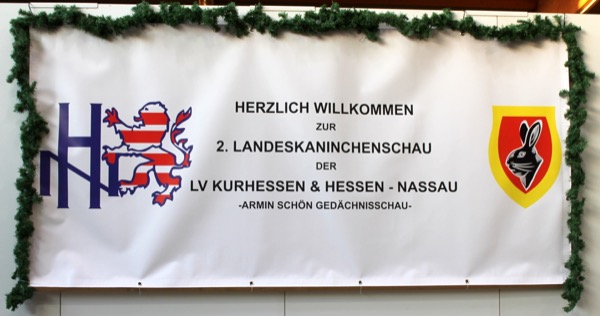 HERZLICH WILLKOMMEN
ZUR
2. LANDESKANINCHENSCHAU
DER
LV KURHESSEN & HESSEN - NASSAU
-ARMIN SCHÖN GEDÄCHNISSCHAU-